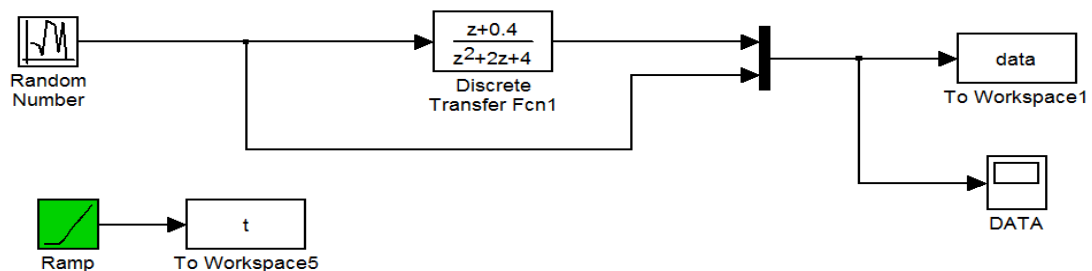 Random
Number
z+0.4
z²+2z+4
Discrete
Transfer Fcn1
data
To Workspace1
DATA
Ramp
t
To Workspace5